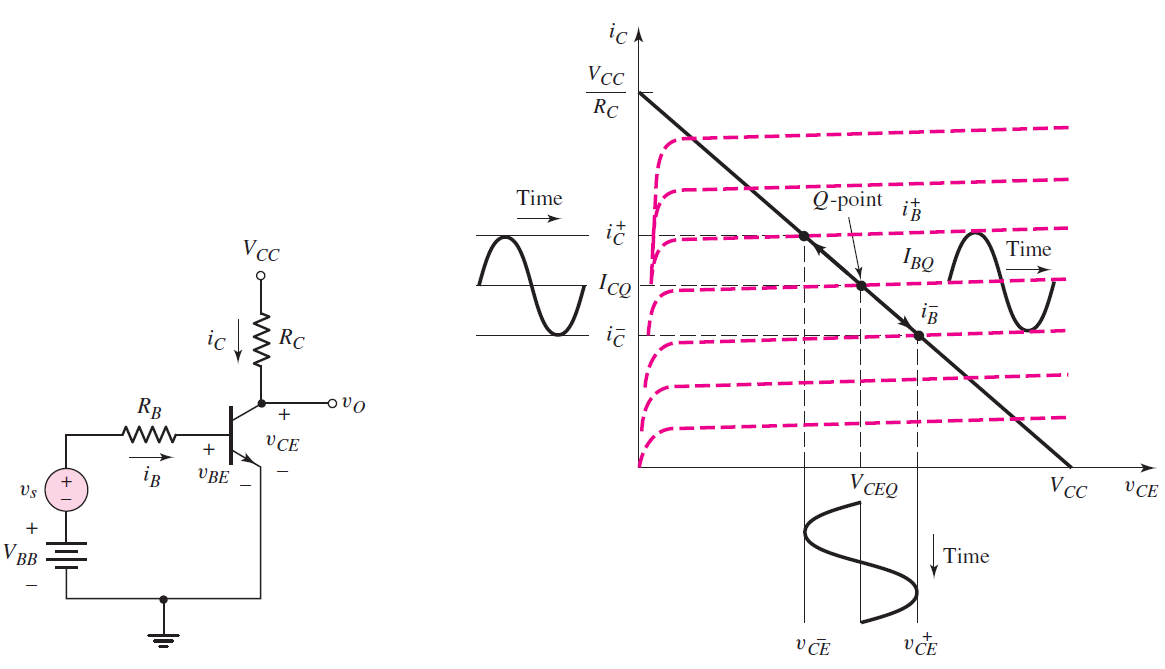 V_CC
i_C
R_C
v_O
R_B
+
v_CE
−
+
v_BE
−
i_B
v_s
+
−
+
V_BB
−
i_C
V_CC
R_C
Time
Q-point
i_B^+
i_C^+
I_BQ
Time
I_CQ
i_B^−
i_C^−
V_CEQ
V_CC
v_CE
Time
v_CE^−
v_CE^+